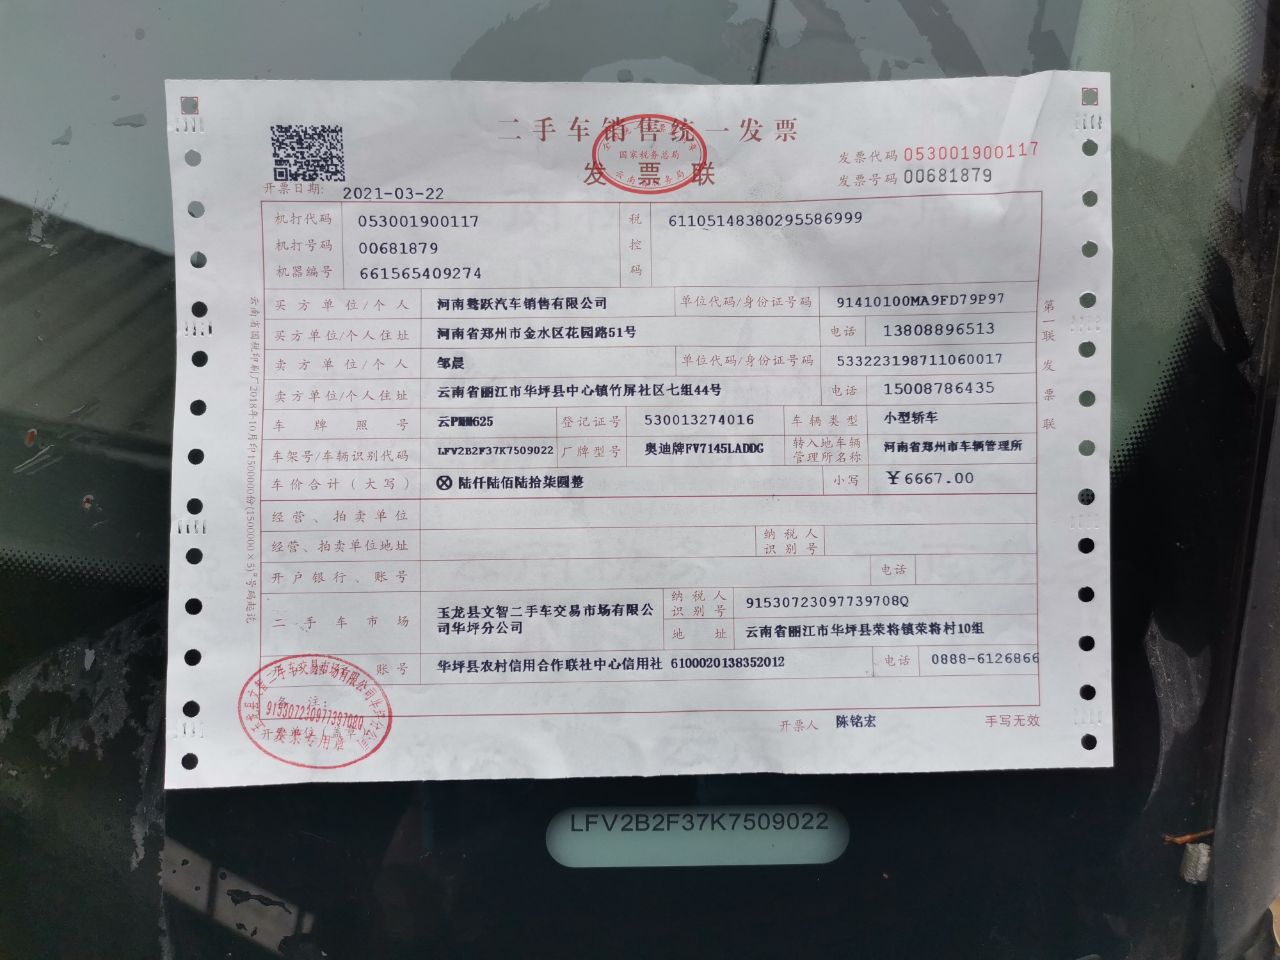 二手车销售统一发票
发票联
国家税务总局
发票代码 053001900117
发票号码 00681879
开票日期: 2021-03-22
机打代码 053001900117
机打号码 00681879
机器编号 661565409274
税控码 61105148380295586999
买方单位/个人 河南骜跃汽车销售有限公司 单位代码/身份证号码 91410100MA9FD79P97
买方单位/个人住址 河南省郑州市金水区花园路51号 电话 13808896513
卖方单位/个人 邹晨 单位代码/身份证号码 533223198711060017
卖方单位/个人住址 云南省丽江市华坪县中心镇竹屏社区七组44号 电话 15008786435
车牌照号 云PMM625 登记证号 530013274016 车辆类型 小型轿车
车架号/车辆识别代码 LFV2B2F37K7509022 厂牌型号 奥迪牌FV7145LADDG 转入地车辆管理所名称 河南省郑州市车辆管理所
车价合计(大写) ⊗ 陆仟陆佰陆拾柒圆整 小写 ￥6667.00
经营、拍卖单位
经营、拍卖单位地址 纳税人识别号
开户银行、账号 电话
二手车市场 玉龙县文智二手车交易市场有限公司华坪分公司 纳税人识别号 91530723097739708Q
地址 云南省丽江市华坪县荣将镇荣将村10组
账号 华坪县农村信用合作联社中心信用社 6100020138352012 电话 0888-6126866
备注:
开票人 陈铭宏 手写无效
第一联 发票联
发票专用章
LFV2B2F37K7509022